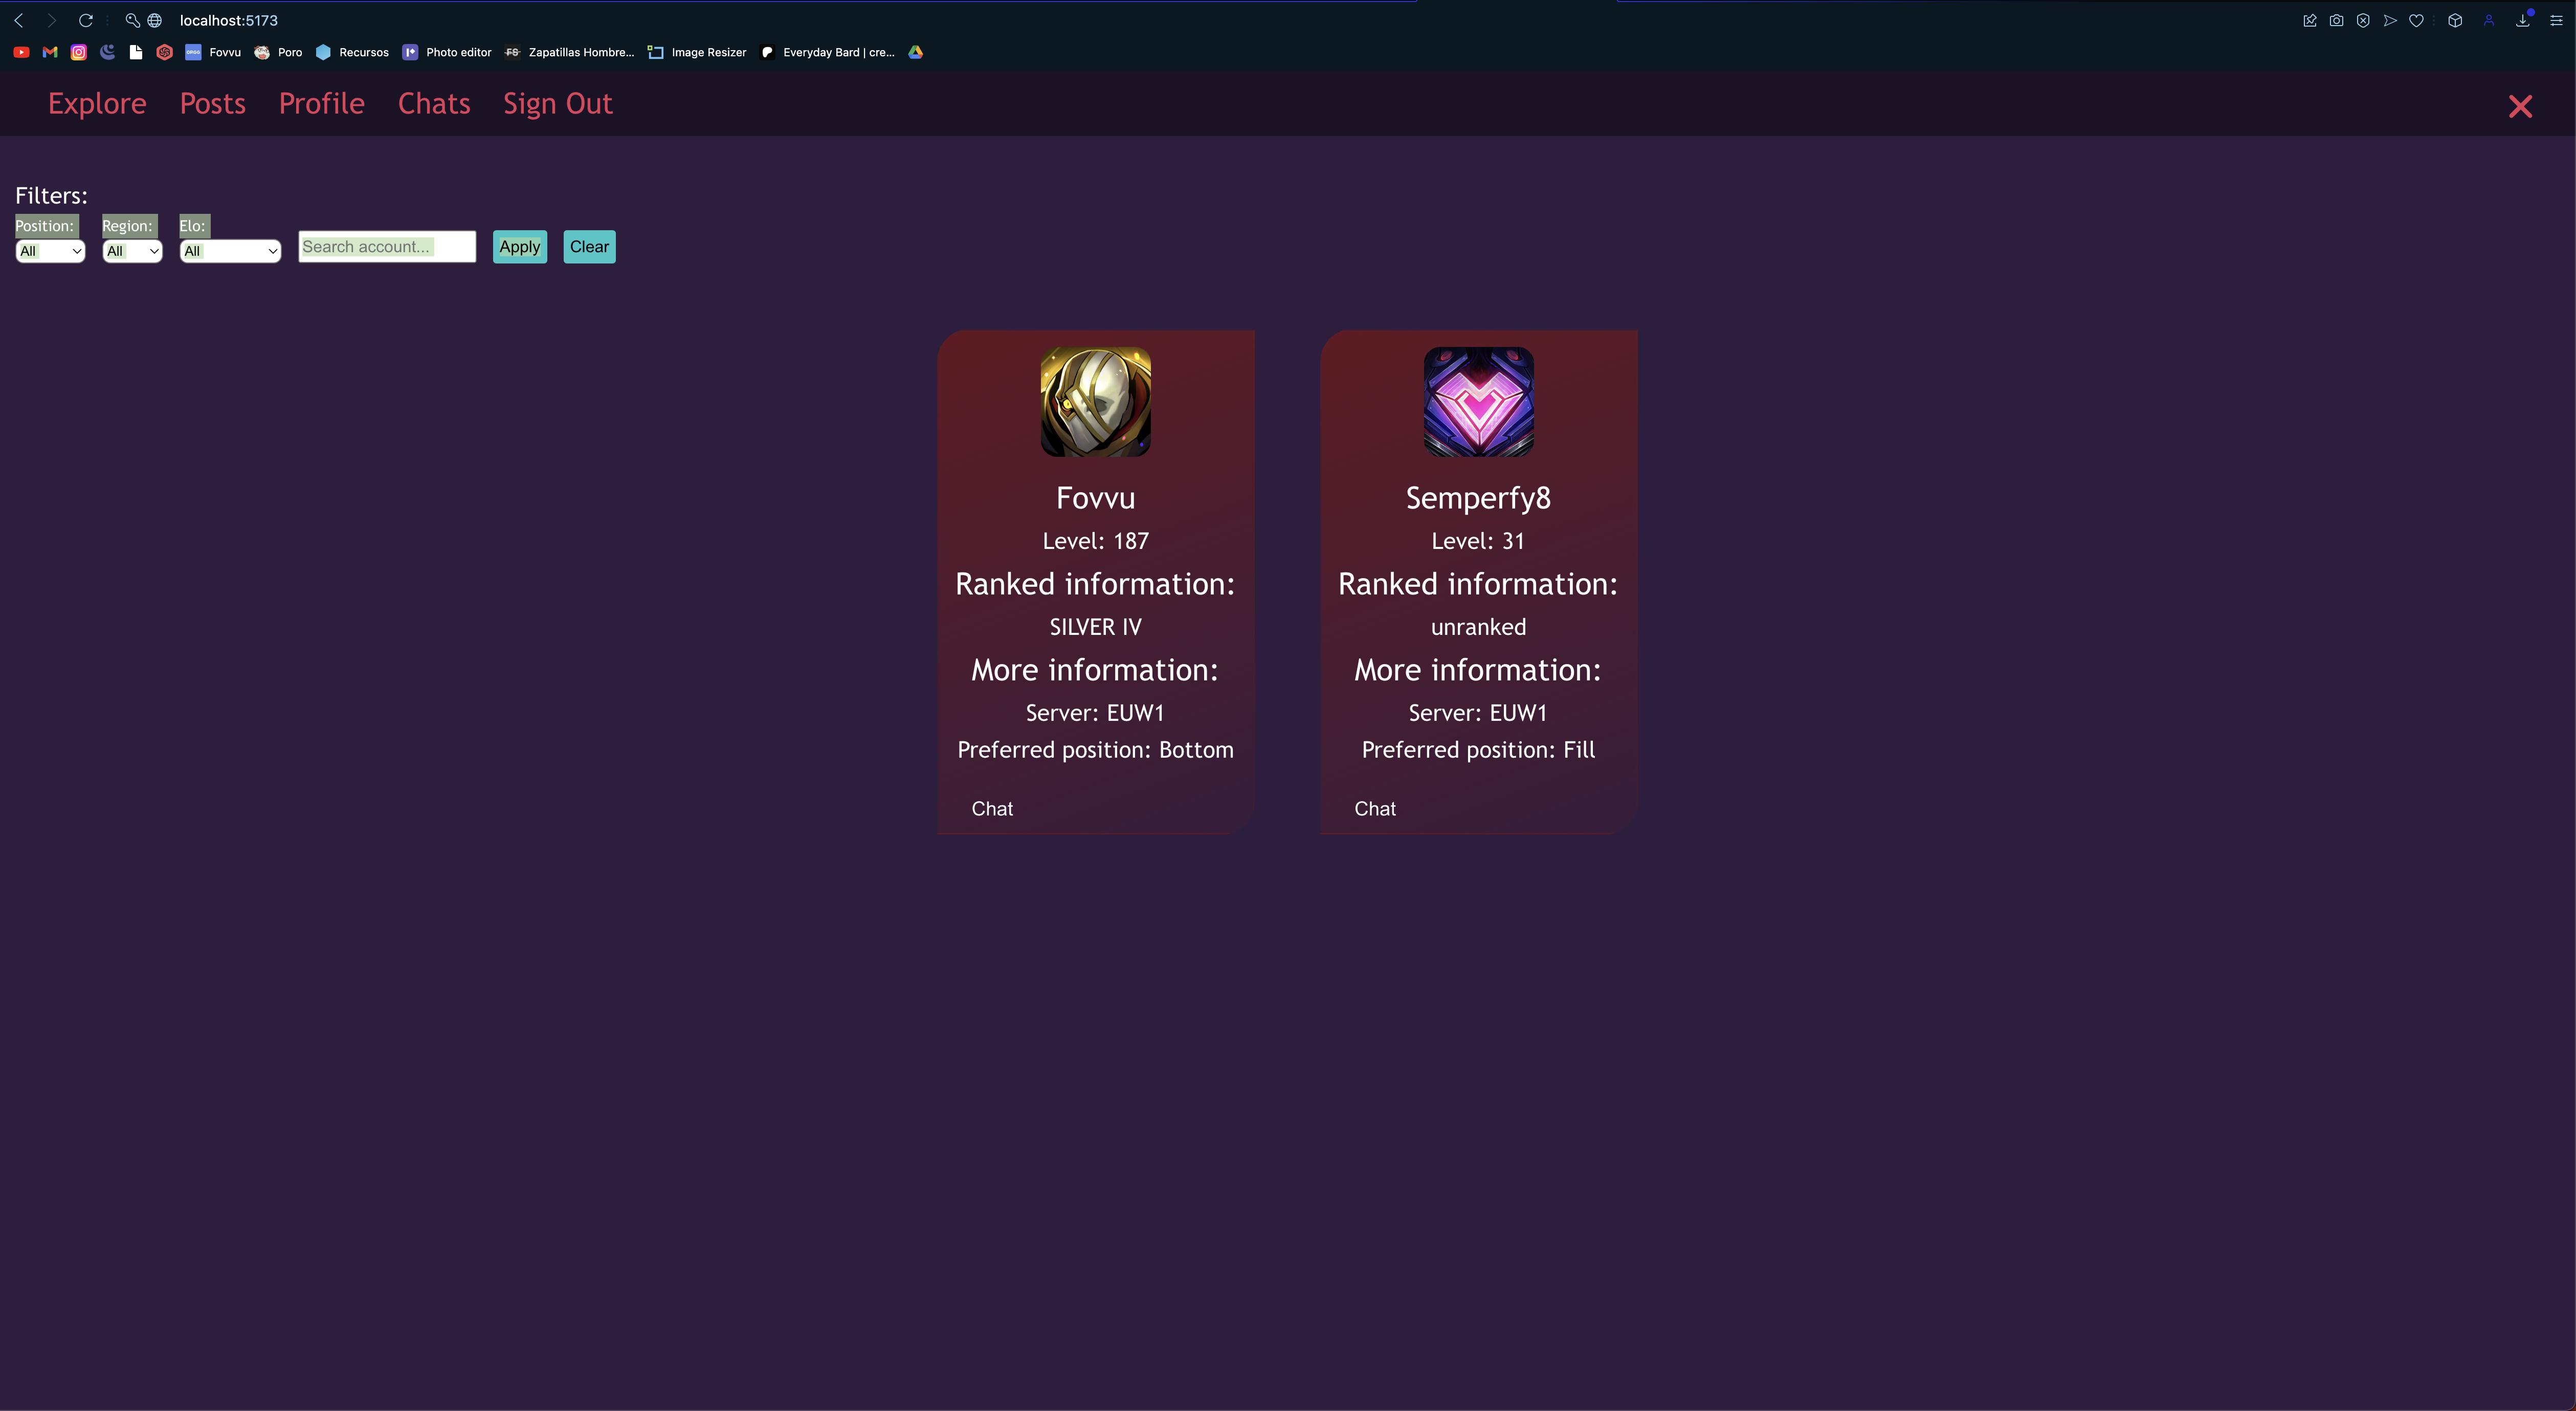 localhost:5173
Fovvu Poro Recursos Photo editor FS Zapatillas Hombre... Image Resizer Everyday Bard | cre...
Explore Posts Profile Chats Sign Out
Filters:
Position: Region: Elo:
All All All Search account... Apply Clear
Fovvu
Level: 187
Ranked information:
SILVER IV
More information:
Server: EUW1
Preferred position: Bottom
Chat
Semperfy8
Level: 31
Ranked information:
unranked
More information:
Server: EUW1
Preferred position: Fill
Chat